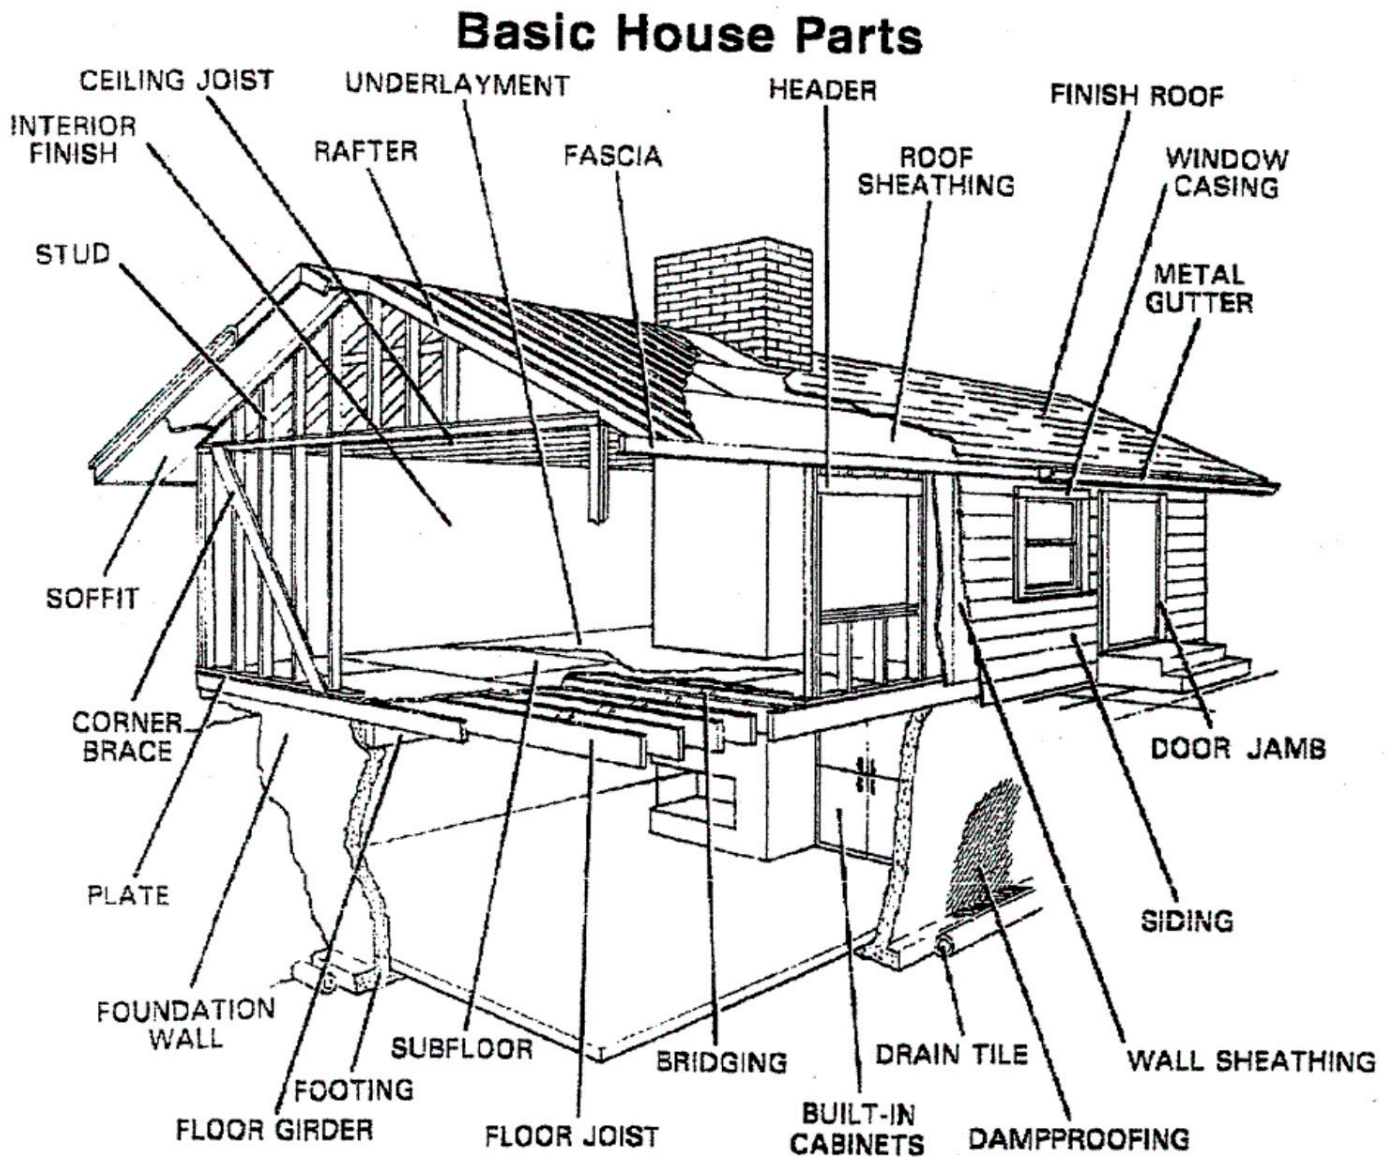 Basic House Parts
CEILING JOIST
UNDERLAYMENT
HEADER
FINISH ROOF
INTERIOR
FINISH
RAFTER
FASCIA
ROOF
SHEATHING
WINDOW
CASING
STUD
METAL
GUTTER
SOFFIT
CORNER
BRACE
DOOR JAMB
PLATE
SIDING
FOUNDATION
WALL
SUBFLOOR
BRIDGING
DRAIN TILE
WALL SHEATHING
FOOTING
FLOOR GIRDER
FLOOR JOIST
BUILT-IN
CABINETS
DAMPPROOFING